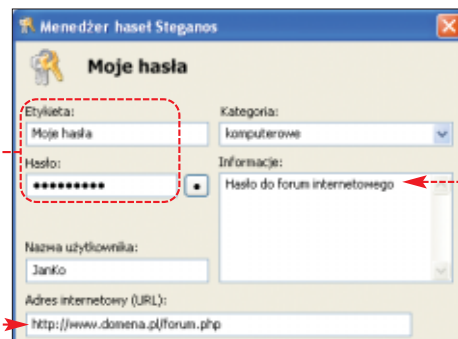 Menedżer haseł Steganos
Moje hasła
Etykieta:
Moje hasła
Kategoria:
komputerowe
Hasło:
•••••••••
Informacje:
Hasło do forum internetowego
Nazwa użytkownika:
JanKo
Adres internetowy (URL):
http://www.domena.pl/forum.php